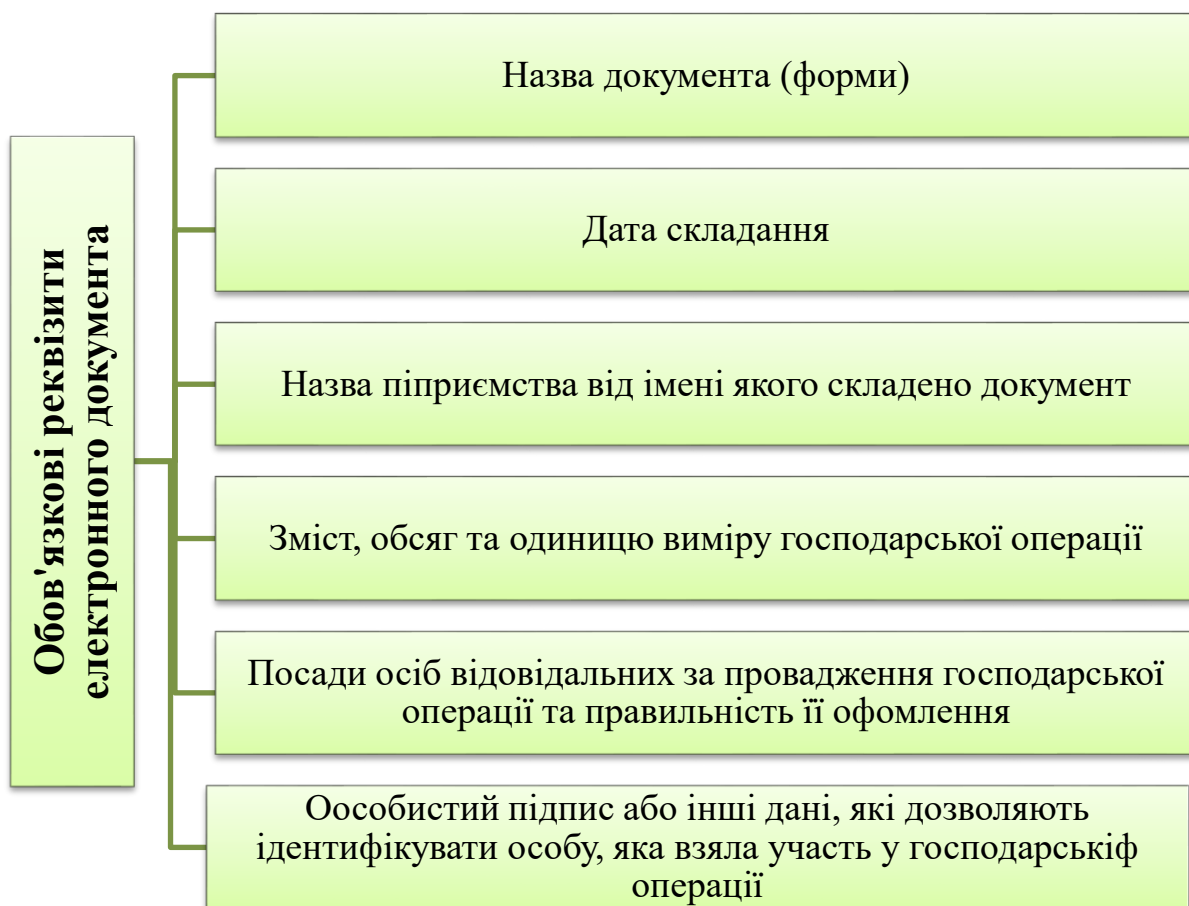 Обов'язкові реквізити
електронного документа
Назва документа (форми)
Дата складання
Назва піприємства від імені якого складено документ
Зміст, обсяг та одиницю виміру господарської операції
Посади осіб відовідальних за провадження господарської
операції та правильність її офомлення
Оособистий підпис або інші дані, які дозволяють
ідентифікувати особу, яка взяла участь у господарськіф
операції